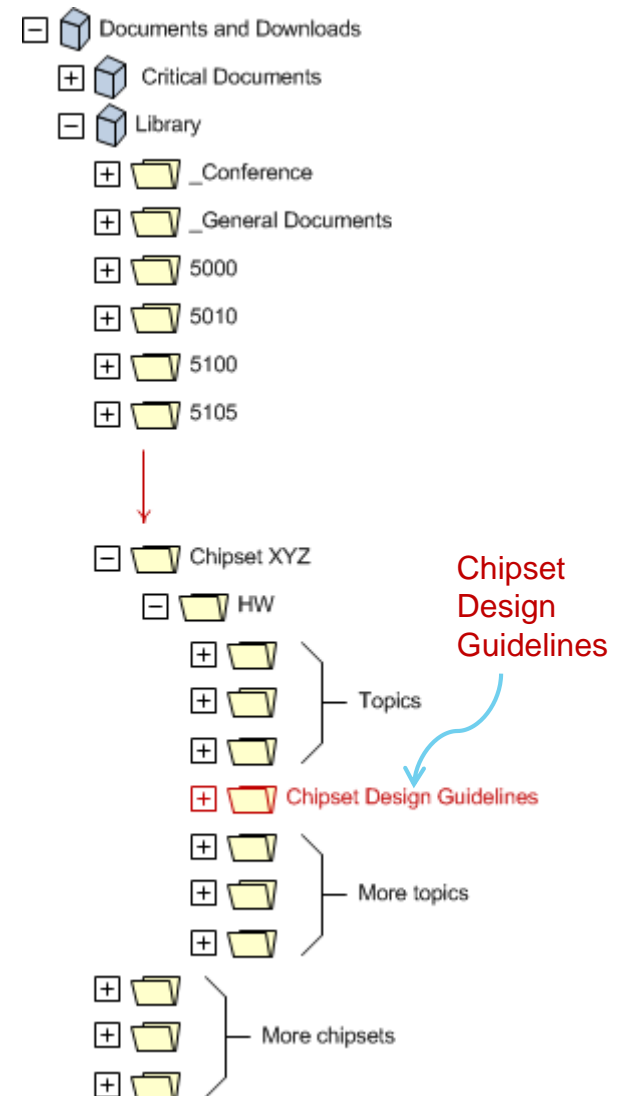 Documents and Downloads
Critical Documents
Library
_Conference
_General Documents
5000
5010
5100
5105
Chipset XYZ
HW
Chipset
Design
Guidelines
Topics
Chipset Design Guidelines
More topics
More chipsets